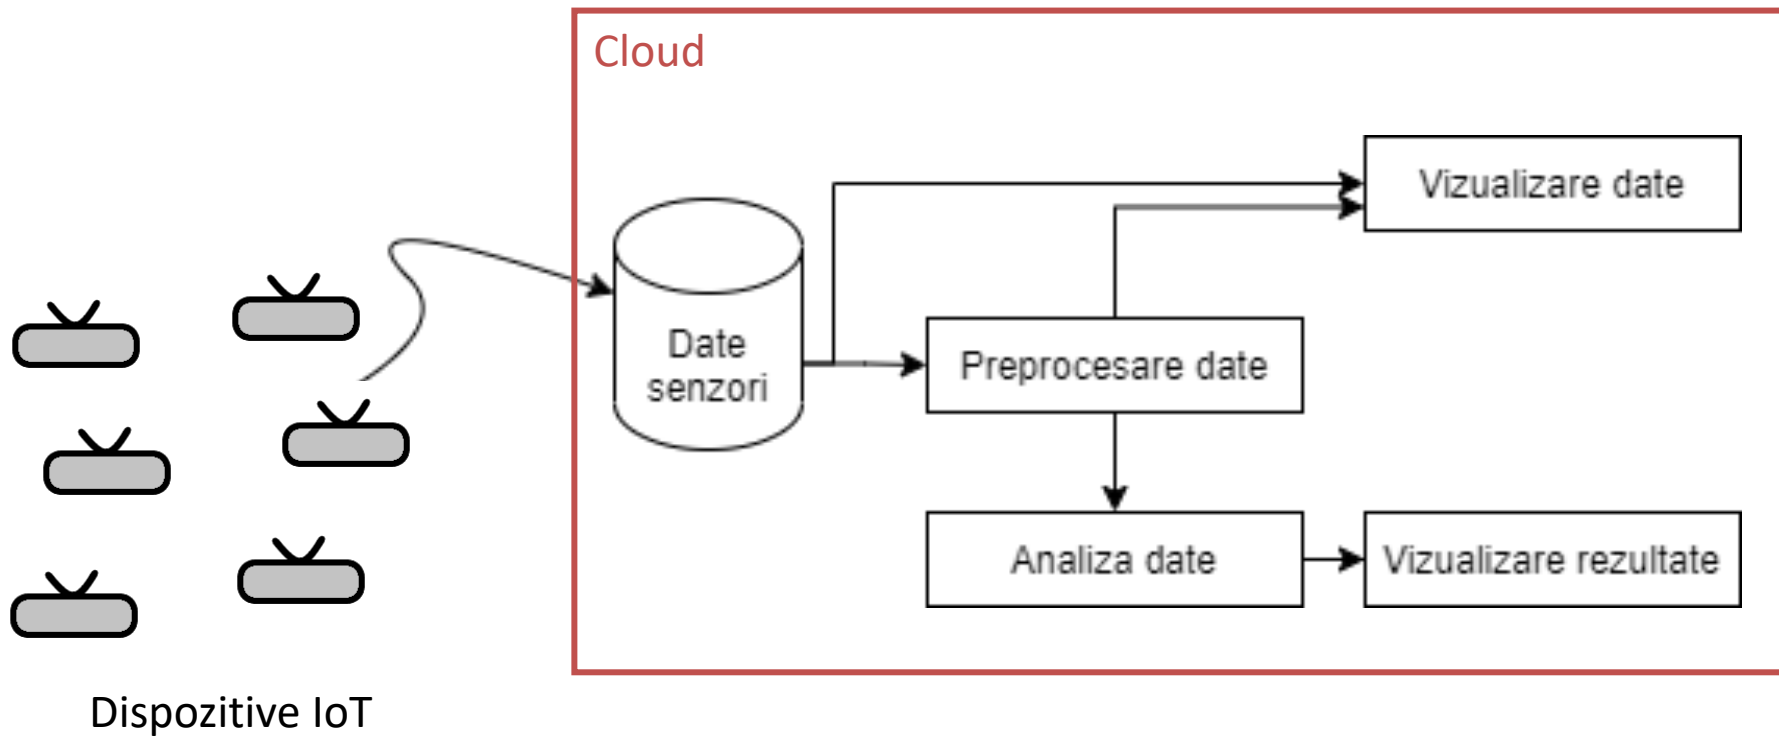 Cloud
Vizualizare date
Date
senzori
Preprocesare date
Analiza date
Vizualizare rezultate
Dispozitive IoT